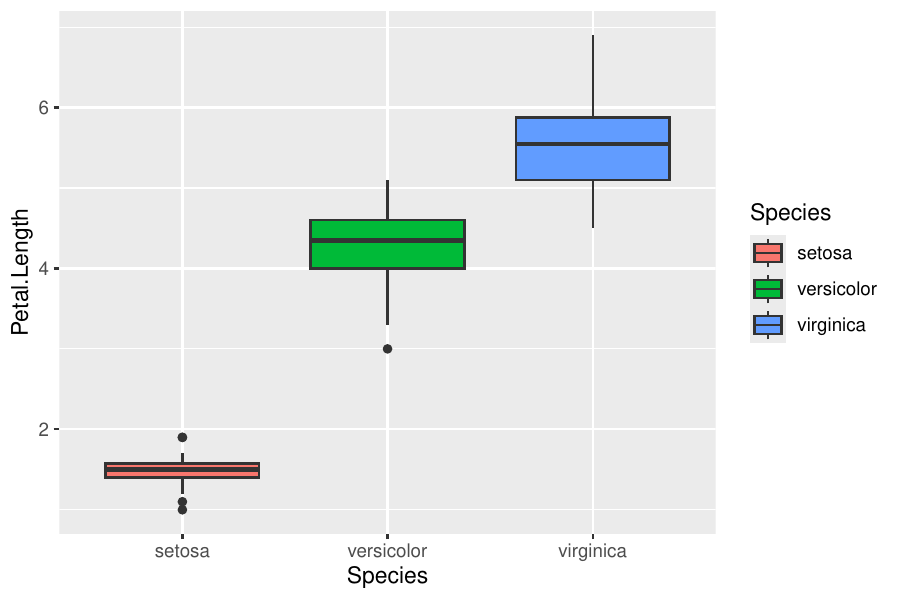 6
4
2
Petal.Length
setosa
versicolor
virginica
Species
Species
setosa
versicolor
virginica